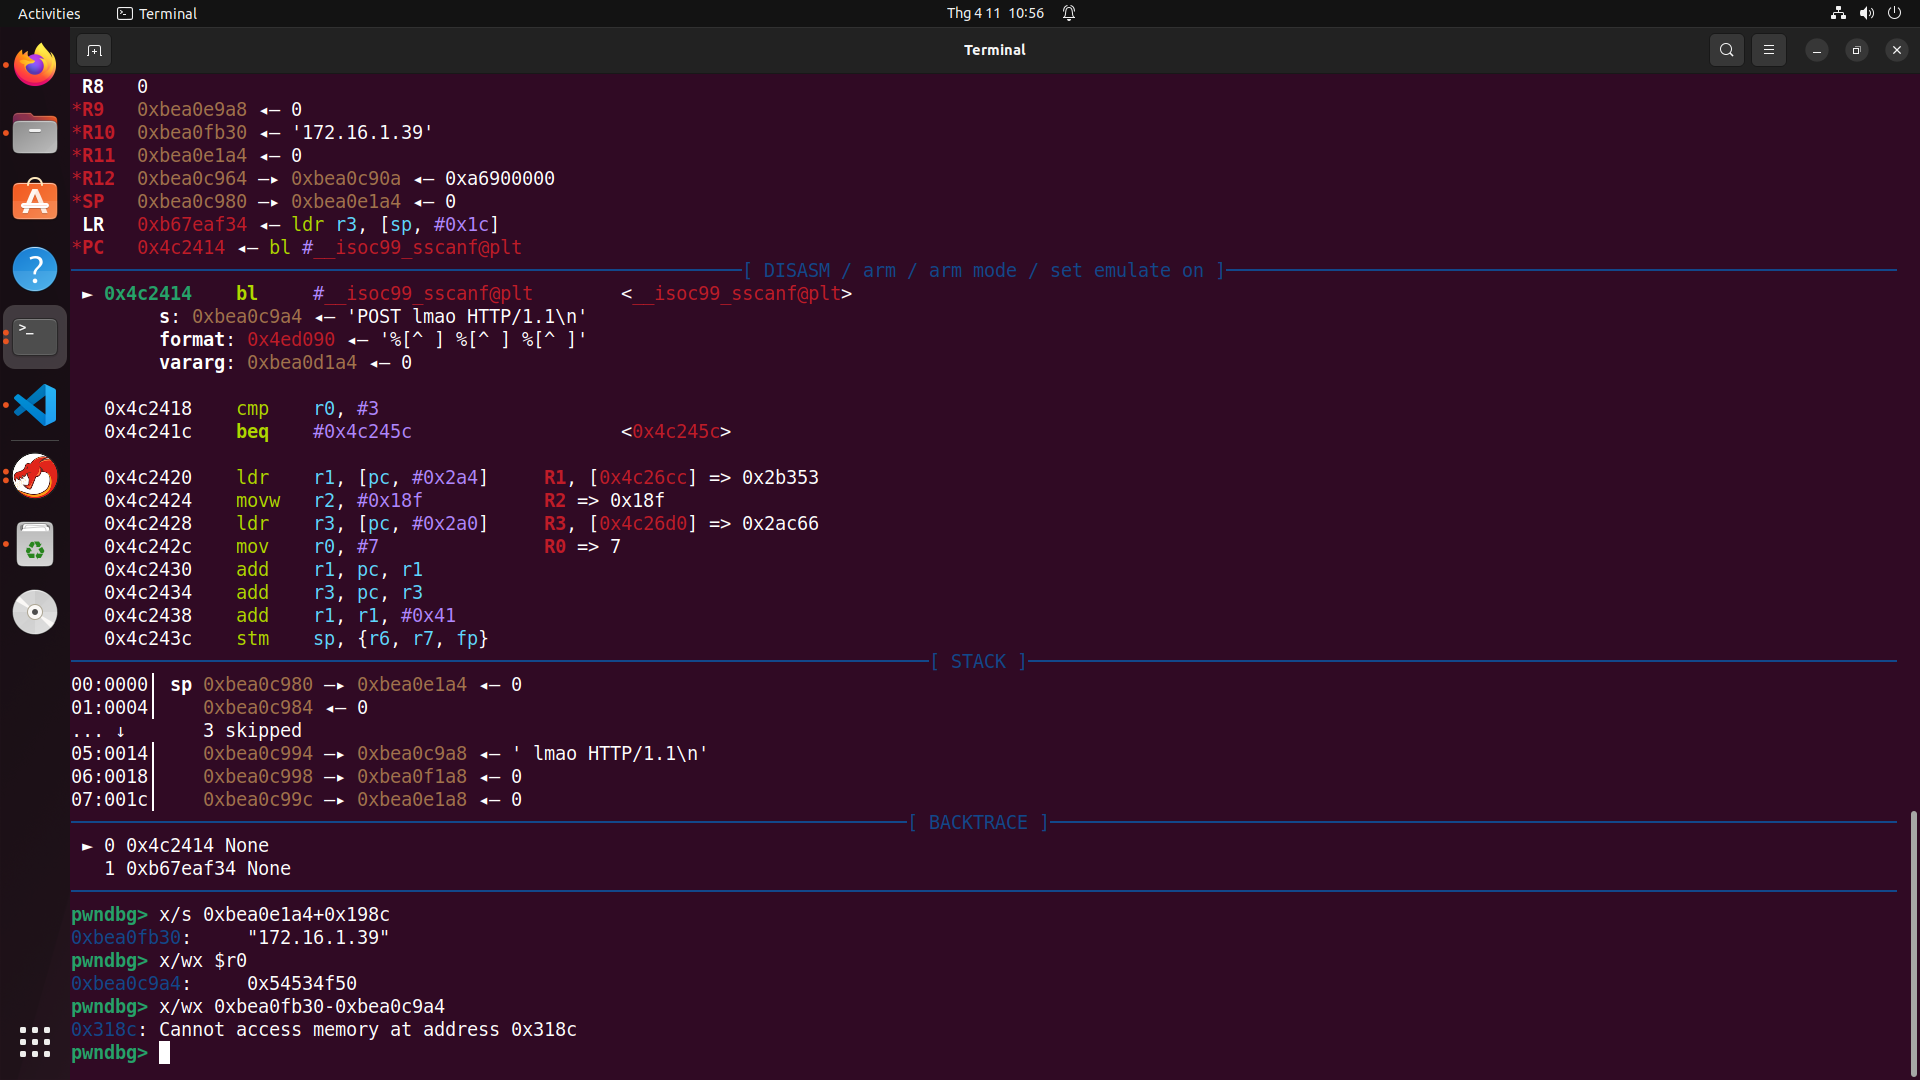 Activities Terminal Thg 4 11 10:56
Terminal
R8 0
*R9 0xbea0e9a8 ◂— 0
*R10 0xbea0fb30 ◂— '172.16.1.39'
*R11 0xbea0e1a4 ◂— 0
*R12 0xbea0c964 —▸ 0xbea0c90a ◂— 0xa6900000
*SP 0xbea0c980 —▸ 0xbea0e1a4 ◂— 0
LR 0xb67eaf34 ◂— ldr r3, [sp, #0x1c]
*PC 0x4c2414 ◂— bl #__isoc99_sscanf@plt
[ DISASM / arm / arm mode / set emulate on ]
► 0x4c2414 bl #__isoc99_sscanf@plt <__isoc99_sscanf@plt>
s: 0xbea0c9a4 ◂— 'POST lmao HTTP/1.1\n'
format: 0x4ed090 ◂— '%[^ ] %[^ ] %[^ ]'
vararg: 0xbea0d1a4 ◂— 0
0x4c2418 cmp r0, #3
0x4c241c beq #0x4c245c <0x4c245c>
0x4c2420 ldr r1, [pc, #0x2a4] R1, [0x4c26cc] => 0x2b353
0x4c2424 movw r2, #0x18f R2 => 0x18f
0x4c2428 ldr r3, [pc, #0x2a0] R3, [0x4c26d0] => 0x2ac66
0x4c242c mov r0, #7 R0 => 7
0x4c2430 add r1, pc, r1
0x4c2434 add r3, pc, r3
0x4c2438 add r1, r1, #0x41
0x4c243c stm sp, {r6, r7, fp}
[ STACK ]
00:0000│ sp 0xbea0c980 —▸ 0xbea0e1a4 ◂— 0
01:0004│ 0xbea0c984 ◂— 0
... ↓ 3 skipped
05:0014│ 0xbea0c994 —▸ 0xbea0c9a8 ◂— ' lmao HTTP/1.1\n'
06:0018│ 0xbea0c998 —▸ 0xbea0f1a8 ◂— 0
07:001c│ 0xbea0c99c —▸ 0xbea0e1a8 ◂— 0
[ BACKTRACE ]
► 0 0x4c2414 None
1 0xb67eaf34 None
pwndbg> x/s 0xbea0e1a4+0x198c
0xbea0fb30: "172.16.1.39"
pwndbg> x/wx $r0
0xbea0c9a4: 0x54534f50
pwndbg> x/wx 0xbea0fb30-0xbea0c9a4
0x318c: Cannot access memory at address 0x318c
pwndbg>